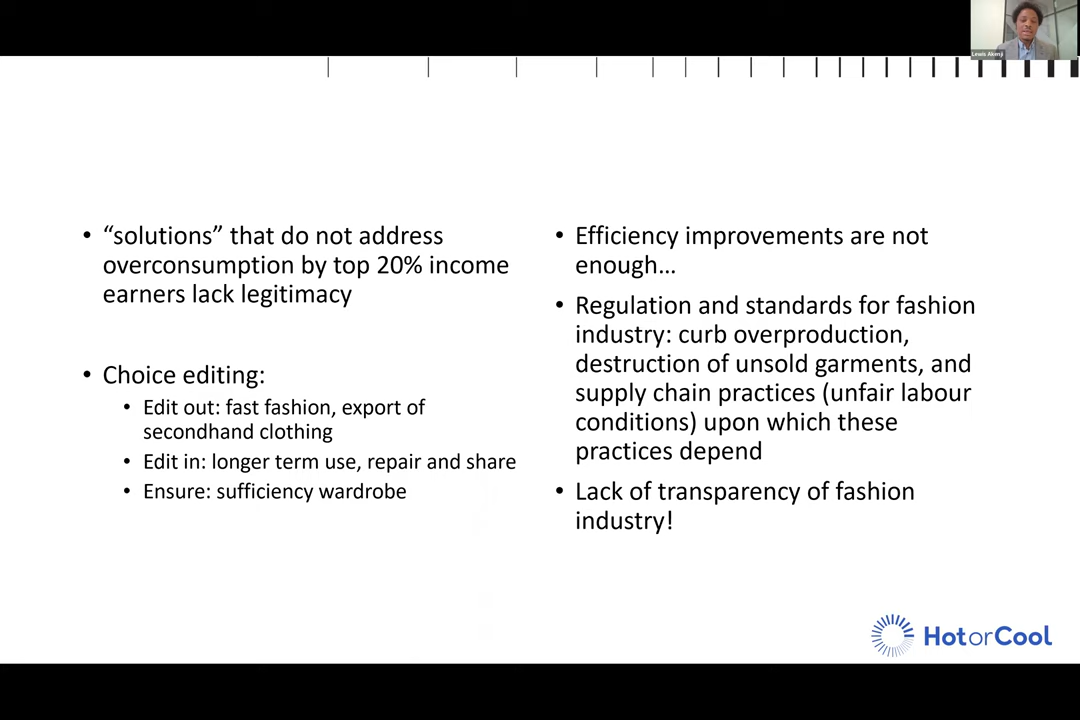 Lewis Akenji
• “solutions” that do not address
overconsumption by top 20% income
earners lack legitimacy
• Choice editing:
• Edit out: fast fashion, export of
secondhand clothing
• Edit in: longer term use, repair and share
• Ensure: sufficiency wardrobe
• Efficiency improvements are not
enough…
• Regulation and standards for fashion
industry: curb overproduction,
destruction of unsold garments, and
supply chain practices (unfair labour
conditions) upon which these
practices depend
• Lack of transparency of fashion
industry!
HotorCool